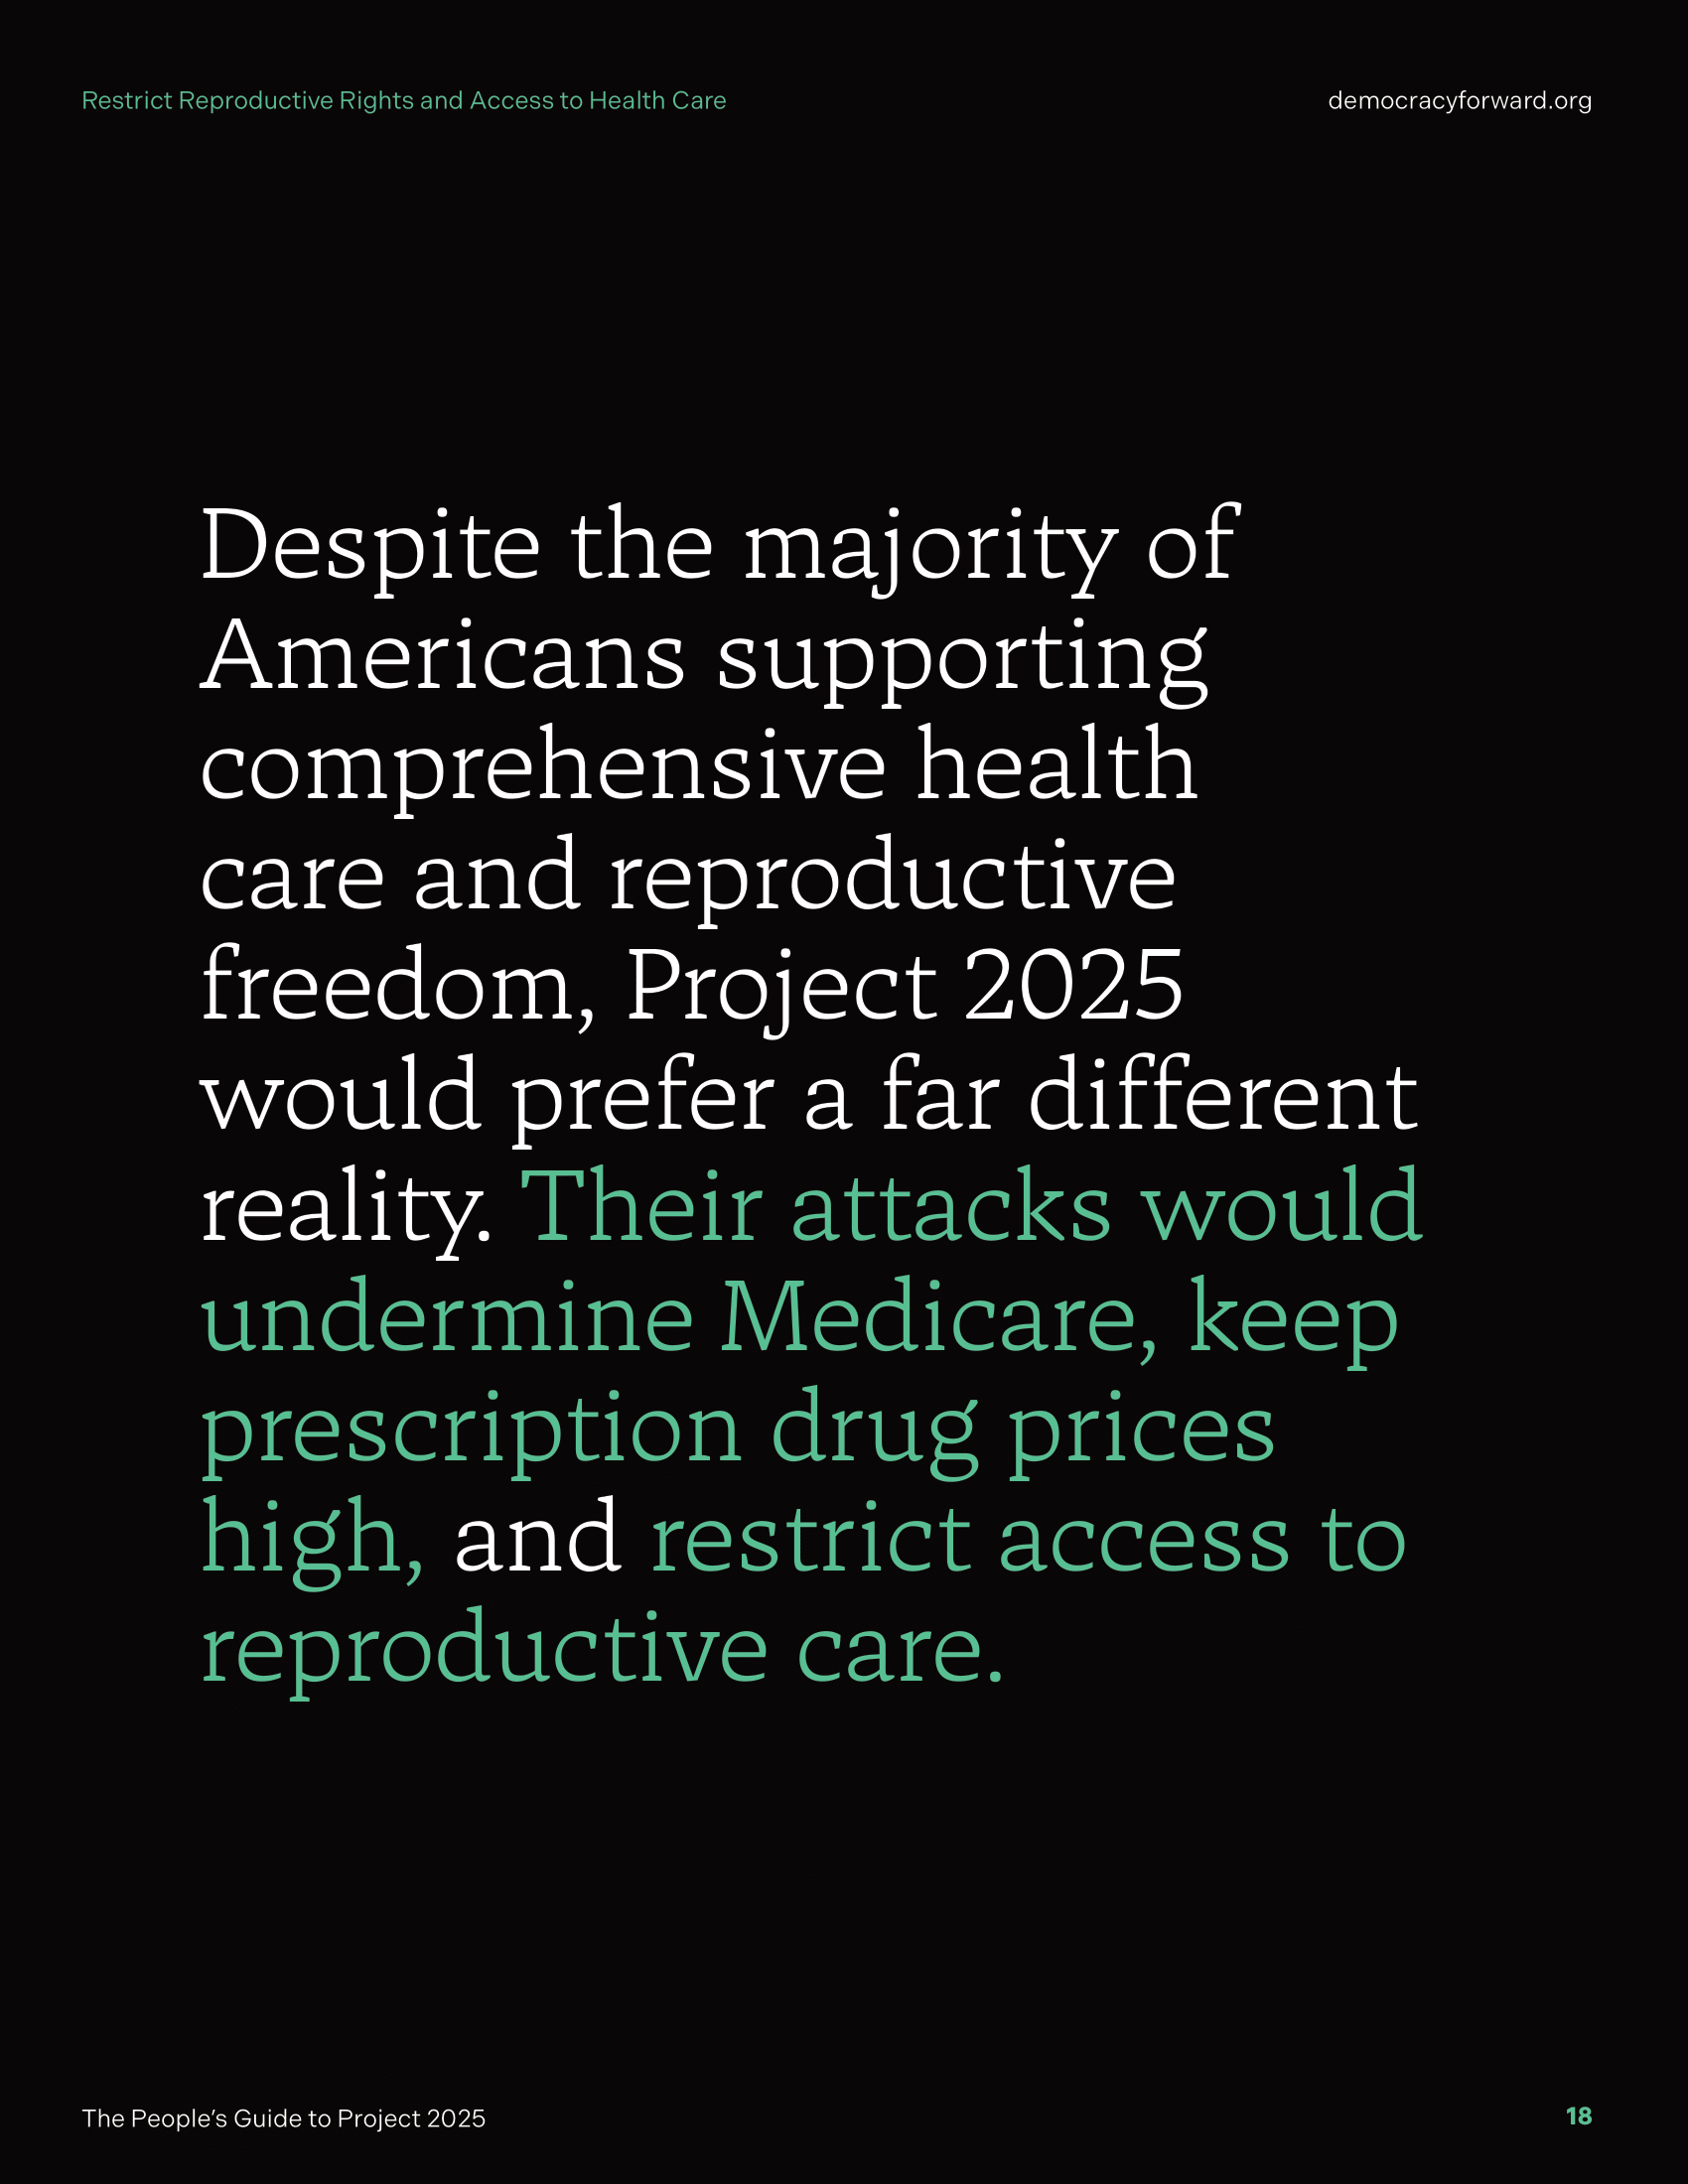 Restrict Reproductive Rights and Access to Health Care
democracyforward.org
Despite the majority of
Americans supporting
comprehensive health
care and reproductive
freedom, Project 2025
would prefer a far different
reality. Their attacks would
undermine Medicare, keep
prescription drug prices
high, and restrict access to
reproductive care.
The People’s Guide to Project 2025
18